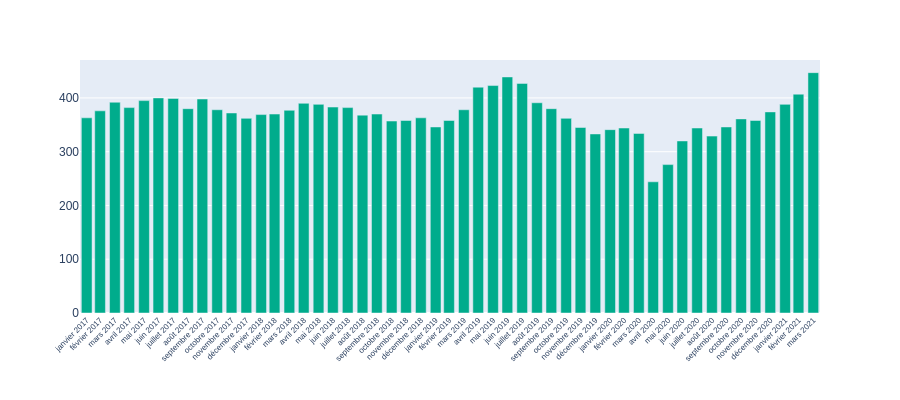 400
300
200
100
0
janvier 2017
février 2017
mars 2017
avril 2017
mai 2017
juin 2017
juillet 2017
août 2017
septembre 2017
octobre 2017
novembre 2017
décembre 2017
janvier 2018
février 2018
mars 2018
avril 2018
mai 2018
juin 2018
juillet 2018
août 2018
septembre 2018
octobre 2018
novembre 2018
décembre 2018
janvier 2019
février 2019
mars 2019
avril 2019
mai 2019
juin 2019
juillet 2019
août 2019
septembre 2019
octobre 2019
novembre 2019
décembre 2019
janvier 2020
février 2020
mars 2020
avril 2020
mai 2020
juin 2020
juillet 2020
août 2020
septembre 2020
octobre 2020
novembre 2020
décembre 2020
janvier 2021
février 2021
mars 2021